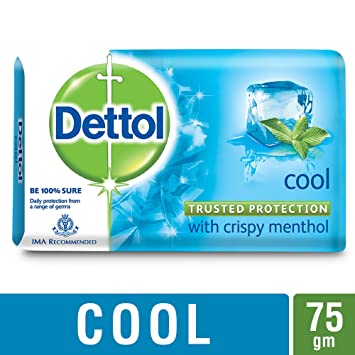 Dettol
Dettol
cool
BE 100% SURE
Daily protection from
a range of germs
TRUSTED PROTECTION
with crispy menthol
IMA RECOMMENDED
COOL
75
gm